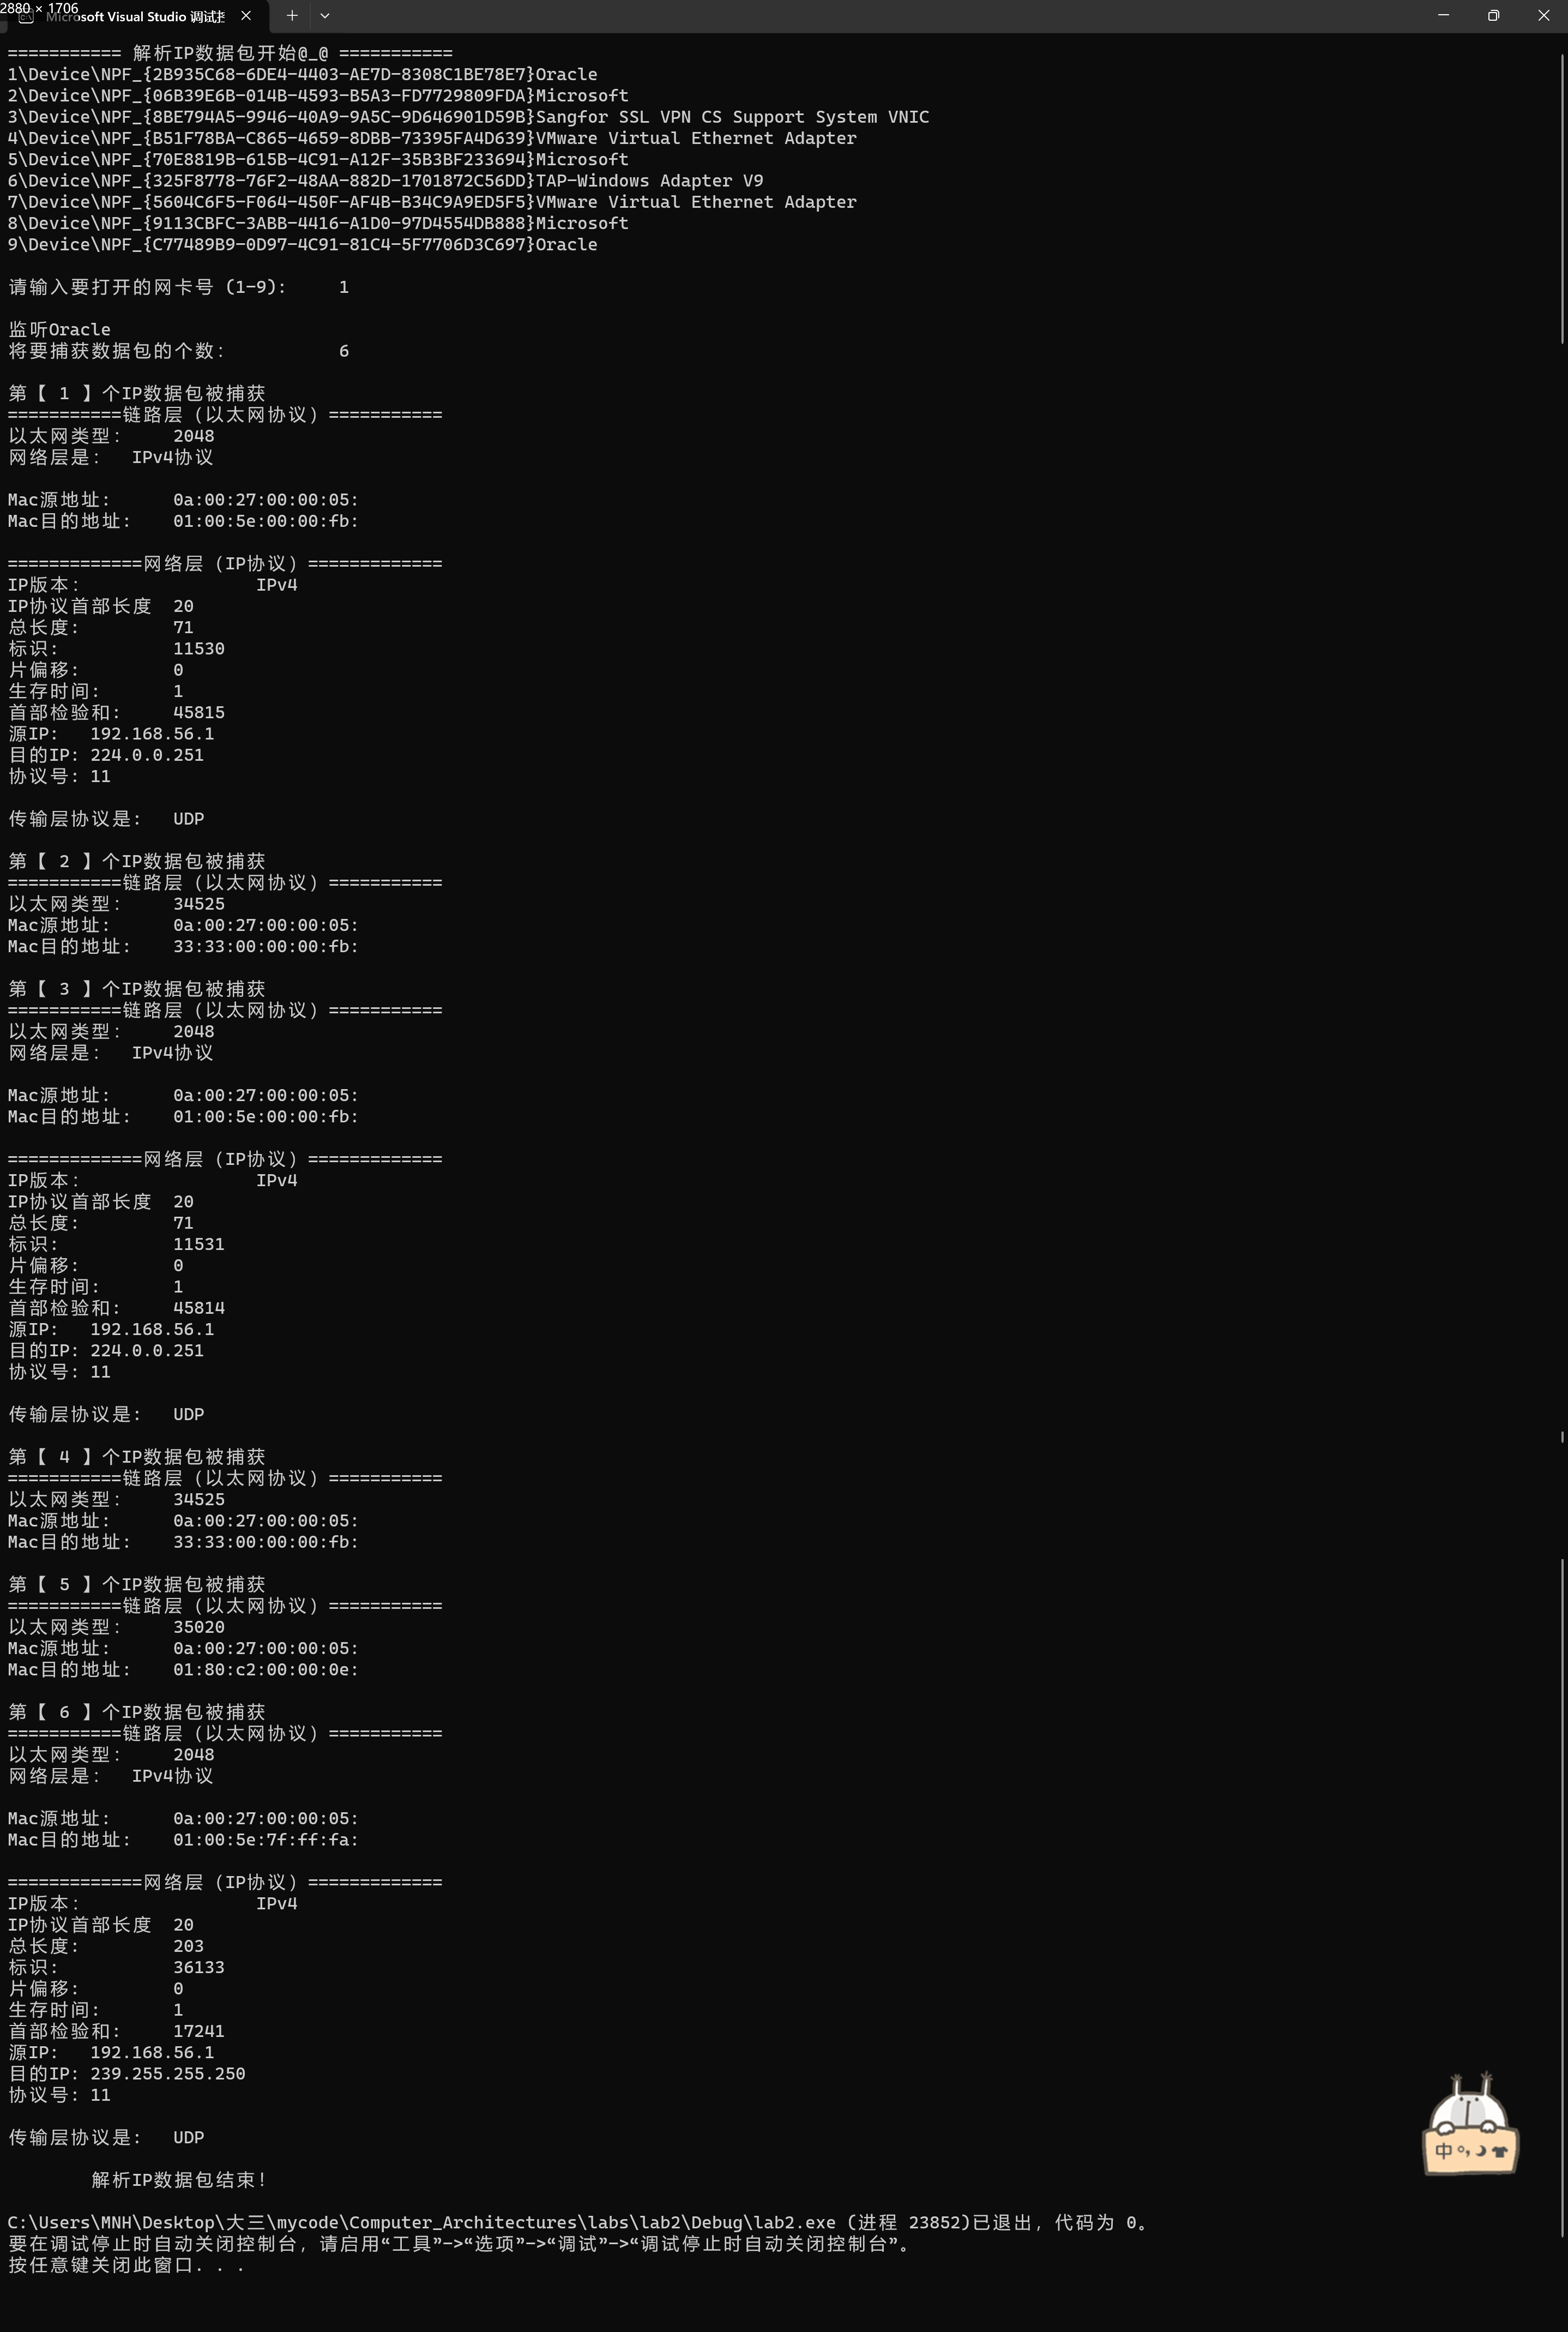 2880 × 1706
Microsoft Visual Studio 调试控
=========== 解析IP数据包开始@_@ ===========
1\Device\NPF_{2B935C68-6DE4-4403-AE7D-8308C1BE78E7}Oracle
2\Device\NPF_{06B39E6B-014B-4593-B5A3-FD7729809FDA}Microsoft
3\Device\NPF_{8BE794A5-9946-40A9-9A5C-9D646901D59B}Sangfor SSL VPN CS Support System VNIC
4\Device\NPF_{B51F78BA-C865-4659-8DBB-73395FA4D639}VMware Virtual Ethernet Adapter
5\Device\NPF_{70E8819B-615B-4C91-A12F-35B3BF233694}Microsoft
6\Device\NPF_{325F8778-76F2-48AA-882D-1701872C56DD}TAP-Windows Adapter V9
7\Device\NPF_{5604C6F5-F064-450F-AF4B-B34C9A9ED5F5}VMware Virtual Ethernet Adapter
8\Device\NPF_{9113CBFC-3ABB-4416-A1D0-97D4554DB888}Microsoft
9\Device\NPF_{C77489B9-0D97-4C91-81C4-5F7706D3C697}Oracle
请输入要打开的网卡号 (1-9): 1
监听Oracle
将要捕获数据包的个数: 6
第【 1 】个IP数据包被捕获
===========链路层（以太网协议）===========
以太网类型: 2048
网络层是: IPv4协议
Mac源地址: 0a:00:27:00:00:05:
Mac目的地址: 01:00:5e:00:00:fb:
=============网络层（IP协议）=============
IP版本: IPv4
IP协议首部长度 20
总长度: 71
标识: 11530
片偏移: 0
生存时间: 1
首部检验和: 45815
源IP: 192.168.56.1
目的IP: 224.0.0.251
协议号: 11
传输层协议是: UDP
第【 2 】个IP数据包被捕获
===========链路层（以太网协议）===========
以太网类型: 34525
Mac源地址: 0a:00:27:00:00:05:
Mac目的地址: 33:33:00:00:00:fb:
第【 3 】个IP数据包被捕获
===========链路层（以太网协议）===========
以太网类型: 2048
网络层是: IPv4协议
Mac源地址: 0a:00:27:00:00:05:
Mac目的地址: 01:00:5e:00:00:fb:
=============网络层（IP协议）=============
IP版本: IPv4
IP协议首部长度 20
总长度: 71
标识: 11531
片偏移: 0
生存时间: 1
首部检验和: 45814
源IP: 192.168.56.1
目的IP: 224.0.0.251
协议号: 11
传输层协议是: UDP
第【 4 】个IP数据包被捕获
===========链路层（以太网协议）===========
以太网类型: 34525
Mac源地址: 0a:00:27:00:00:05:
Mac目的地址: 33:33:00:00:00:fb:
第【 5 】个IP数据包被捕获
===========链路层（以太网协议）===========
以太网类型: 35020
Mac源地址: 0a:00:27:00:00:05:
Mac目的地址: 01:80:c2:00:00:0e:
第【 6 】个IP数据包被捕获
===========链路层（以太网协议）===========
以太网类型: 2048
网络层是: IPv4协议
Mac源地址: 0a:00:27:00:00:05:
Mac目的地址: 01:00:5e:7f:ff:fa:
=============网络层（IP协议）=============
IP版本: IPv4
IP协议首部长度 20
总长度: 203
标识: 36133
片偏移: 0
生存时间: 1
首部检验和: 17241
源IP: 192.168.56.1
目的IP: 239.255.255.250
协议号: 11
传输层协议是: UDP
中
解析IP数据包结束!
C:\Users\MNH\Desktop\大三\mycode\Computer_Architectures\labs\lab2\Debug\lab2.exe (进程 23852)已退出，代码为 0。
要在调试停止时自动关闭控制台，请启用“工具”->“选项”->“调试”->“调试停止时自动关闭控制台”。
按任意键关闭此窗口. . .